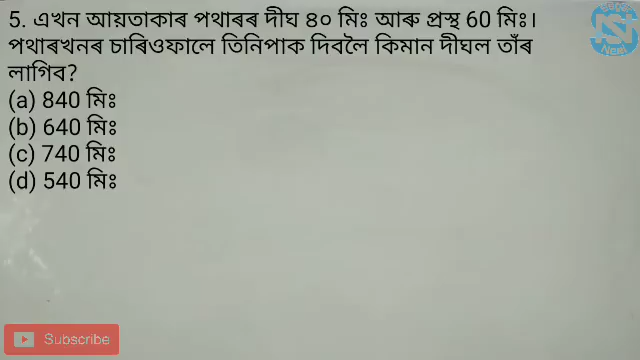 5. এখন আয়তাকাৰ পথাৰৰ দীঘ ৪০ মিঃ আৰু প্ৰস্থ 60 মিঃ।
পথাৰখনৰ চাৰিওফালে তিনিপাক দিবলৈ কিমান দীঘল তাঁৰ
লাগিব?
(a) 840 মিঃ
(b) 640 মিঃ
(c) 740 মিঃ
(d) 540 মিঃ
Subscribe